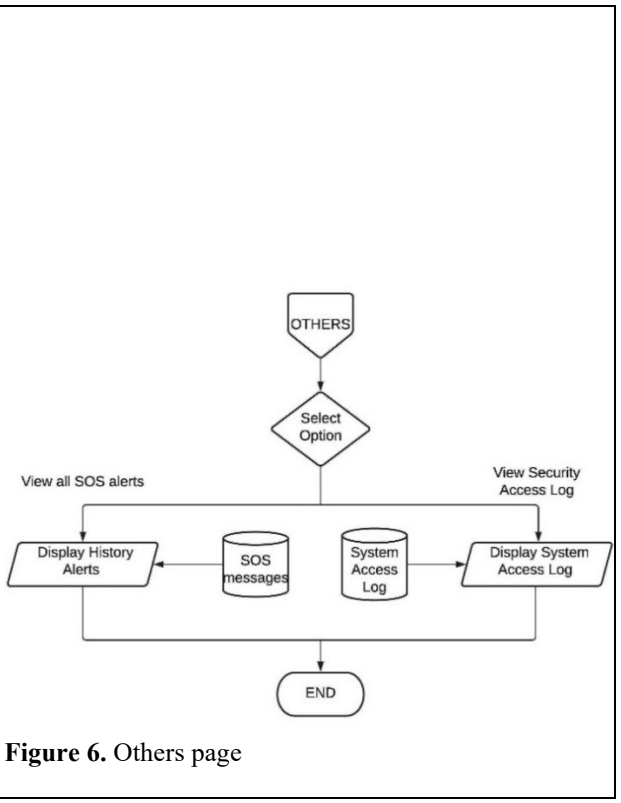 OTHERS
Select
Option
View all SOS alerts
View Security
Access Log
Display History
Alerts
SOS
messages
System
Access
Log
Display System
Access Log
END
Figure 6. Others page